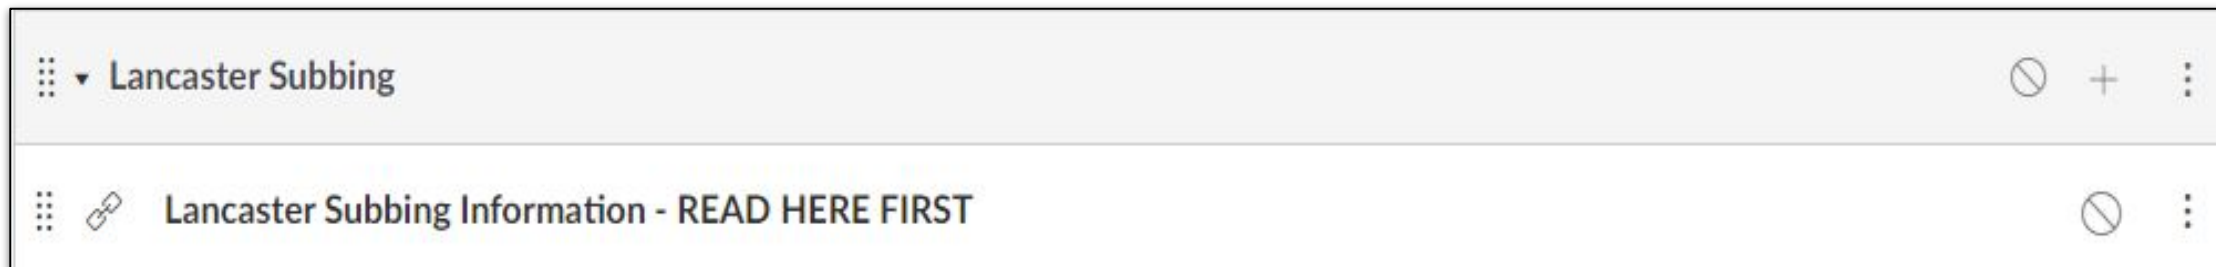 Lancaster Subbing
Lancaster Subbing Information - READ HERE FIRST